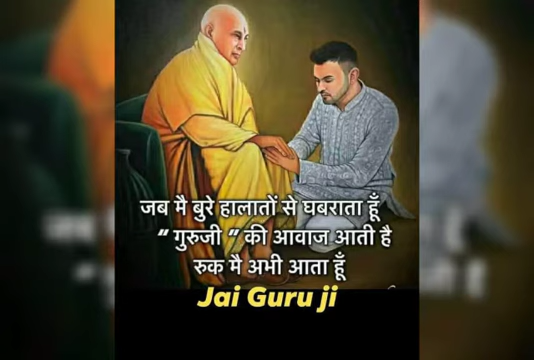 जब मै बुरे हालातों से घबराता हूँ
“ गुरुजी “ की आवाज आती है
रुक मै अभी आता हूँ
Jai Guru ji